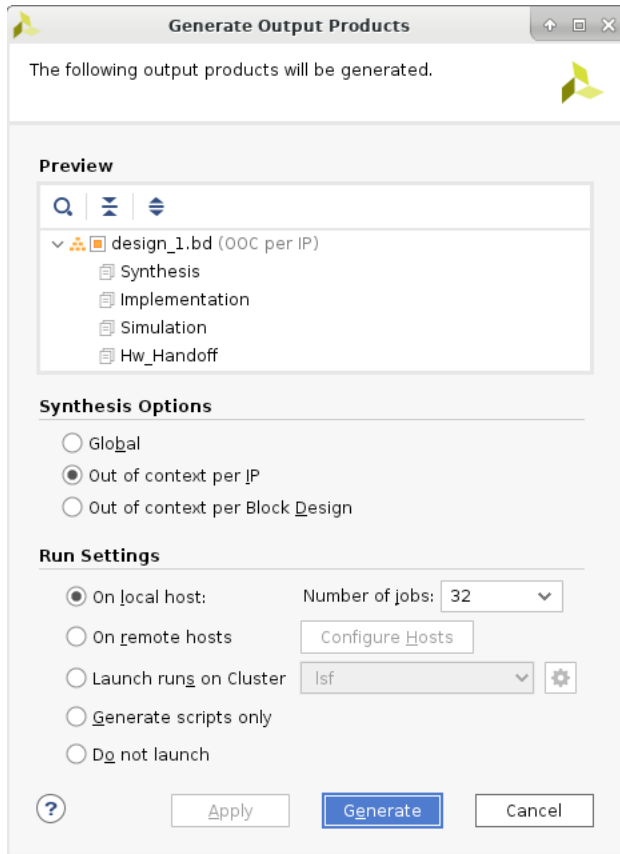 Generate Output Products
The following output products will be generated.
Preview
design_1.bd (OOC per IP)
Synthesis
Implementation
Simulation
Hw_Handoff
Synthesis Options
Global
Out of context per IP
Out of context per Block Design
Run Settings
On local host: Number of jobs: 32
On remote hosts Configure Hosts
Launch runs on Cluster lsf
Generate scripts only
Do not launch
? Apply Generate Cancel